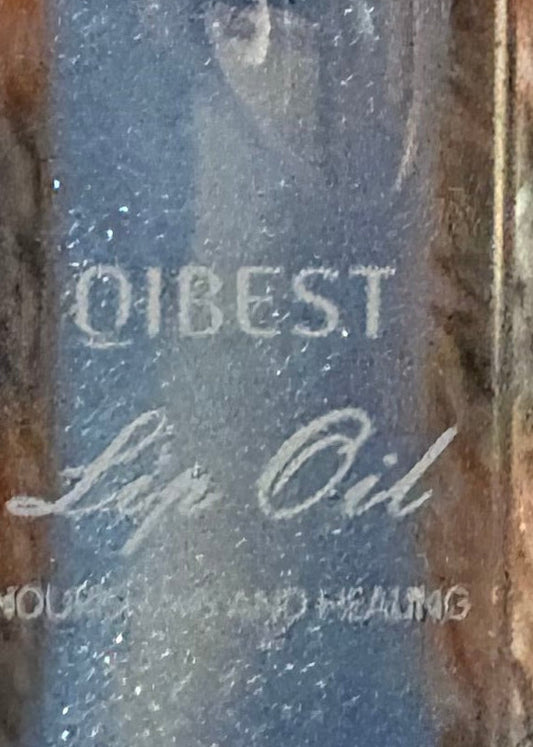 QIBEST
Lip Oil
AND HEALING